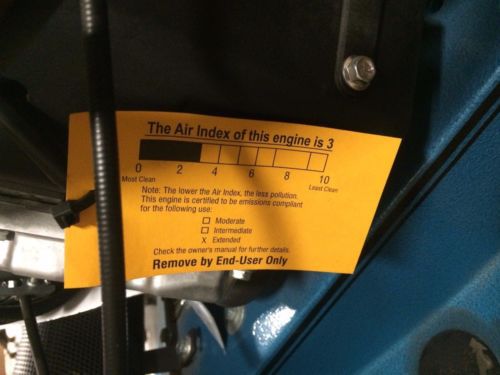 The Air Index of this engine is 3
0 2 4 6 8 10
Most Clean Least Clean
Note: The lower the Air Index, the less pollution.
This engine is certified to be emissions compliant
for the following use:
Moderate
Intermediate
X Extended
Check the owner's manual for further details.
Remove by End-User Only